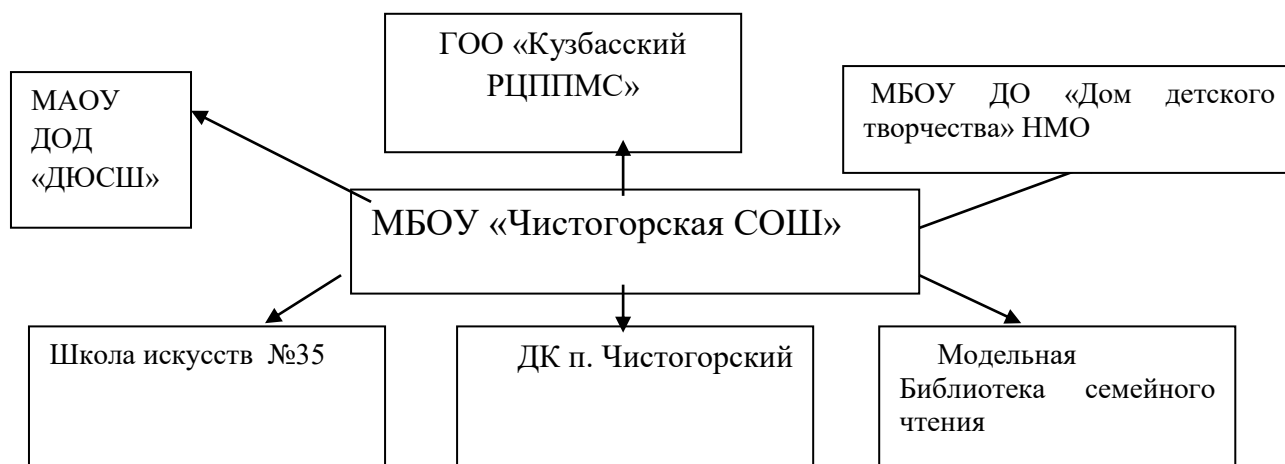 ГОО «Кузбасский
РЦППМС»
МАОУ
ДОД
«ДЮСШ»
МБОУ ДО «Дом детского
творчества» НМО
МБОУ «Чистогорская СОШ»
Школа искусств №35
ДК п. Чистогорский
Модельная
Библиотека семейного
чтения